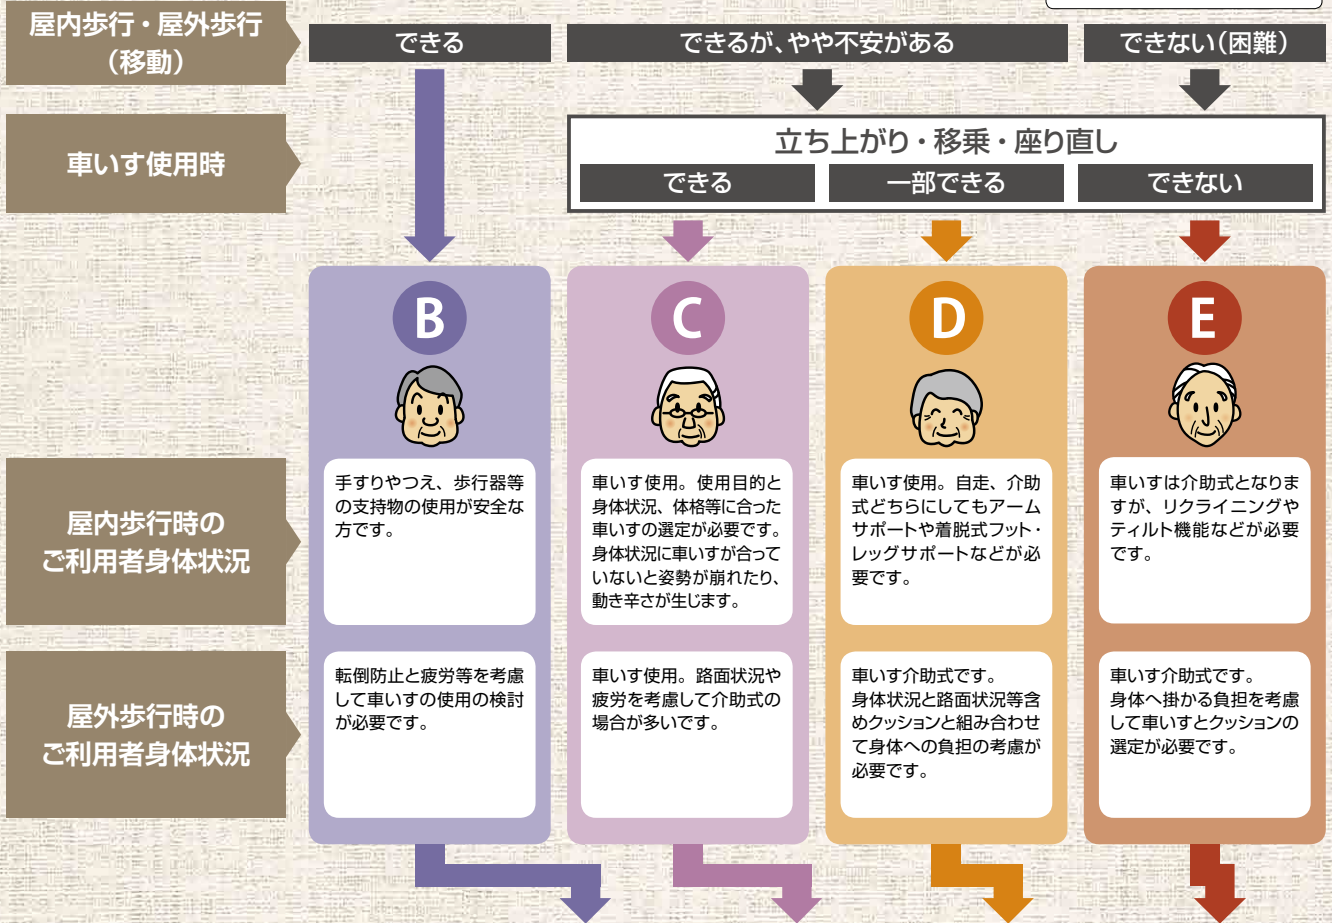 屋内歩行・屋外歩行
（移動）
できる
できるが、やや不安がある
できない（困難）
車いす使用時
立ち上がり・移乗・座り直し
できる
一部できる
できない
B
C
D
E
屋内歩行時の
ご利用者身体状況
手すりやつえ、歩行器等
の支持物の使用が安全な
方です。
車いす使用。使用目的と
身体状況、体格等に合った
車いすの選定が必要です。
身体状況に車いすが合って
いないと姿勢が崩れたり、
動き辛さが生じます。
車いす使用。自走、介助
式どちらにしてもアーム
サポートや着脱式フット・
レッグサポートなどが必
要です。
車いすは介助式となりま
すが、リクライニングや
ティルト機能などが必要
です。
屋外歩行時の
ご利用者身体状況
転倒防止と疲労等を考慮
して車いすの使用の検討
が必要です。
車いす使用。路面状況や
疲労を考慮して介助式の
場合が多いです。
車いす介助式です。
身体状況と路面状況等含
めクッションと組み合わせ
て身体への負担の考慮が
必要です。
車いす介助式です。
身体へ掛かる負担を考慮
して車いすとクッションの
選定が必要です。